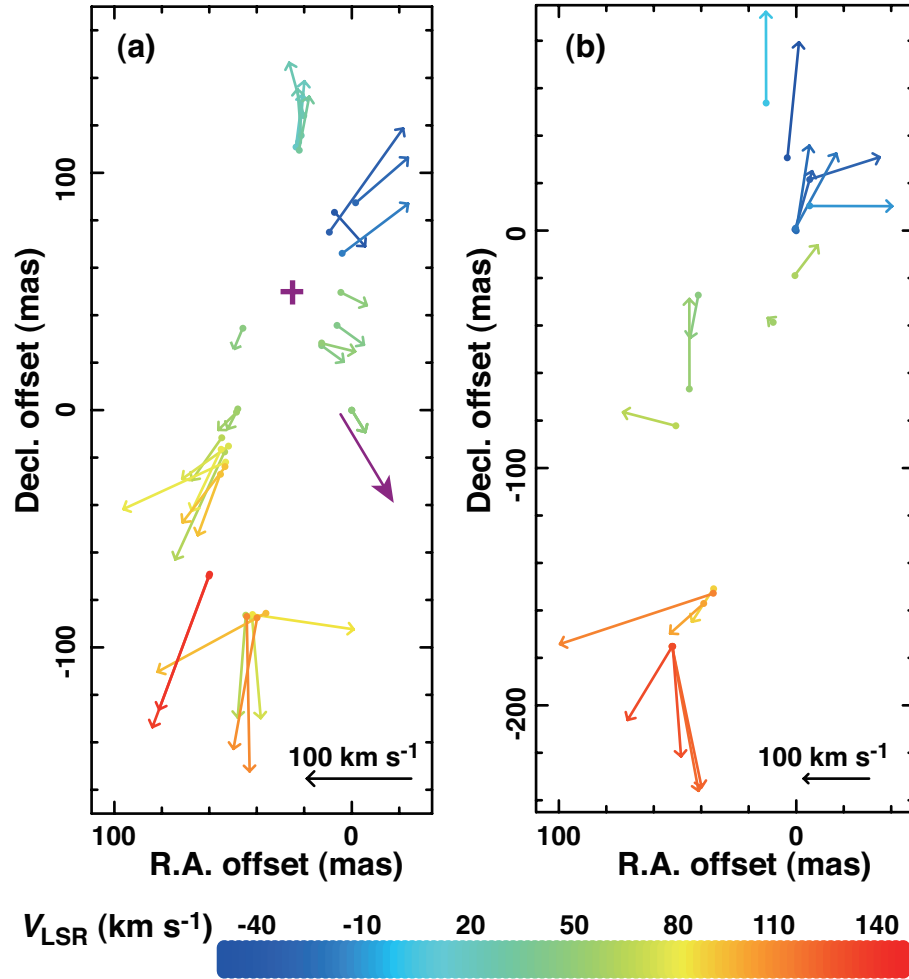 (a)
(b)
Decl. offset (mas)
100
0
-100
100 km s⁻¹
100
0
R.A. offset (mas)
Decl. offset (mas)
0
-100
-200
100 km s⁻¹
100
0
R.A. offset (mas)
V_LSR (km s⁻¹) -40 -10 20 50 80 110 140